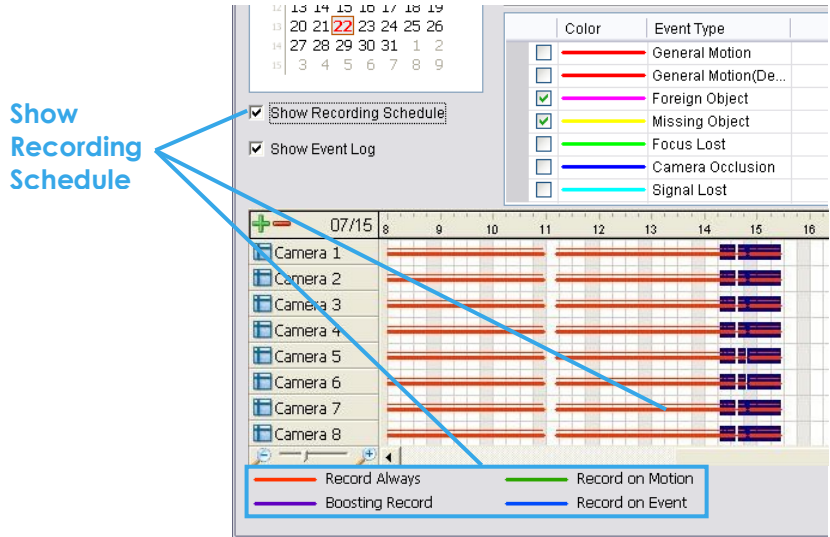 12 13 14 15 16 17 18 19
13 20 21 22 23 24 25 26
14 27 28 29 30 31 1 2
15 3 4 5 6 7 8 9
Color Event Type
General Motion
General Motion(De...
Foreign Object
Missing Object
Focus Lost
Camera Occlusion
Signal Lost
Show Recording Schedule
Show Event Log
Show
Recording
Schedule
07/15 8 9 10 11 12 13 14 15 16
Camera 1
Camera 2
Camera 3
Camera 4
Camera 5
Camera 6
Camera 7
Camera 8
Record Always Record on Motion
Boosting Record Record on Event